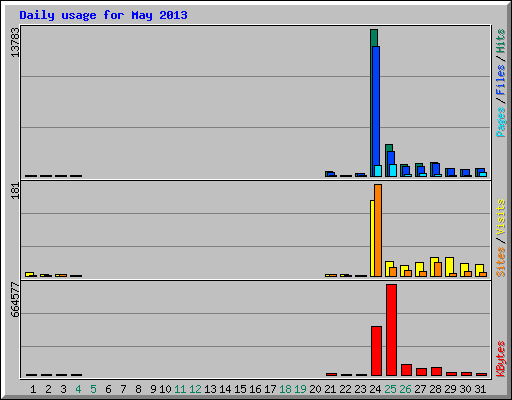 Daily usage for May 2013
13783
Pages / Files / Hits
181
Sites / Visits
664577
KBytes
1 2 3 4 5 6 7 8 9 10 11 12 13 14 15 16 17 18 19 20 21 22 23 24 25 26 27 28 29 30 31